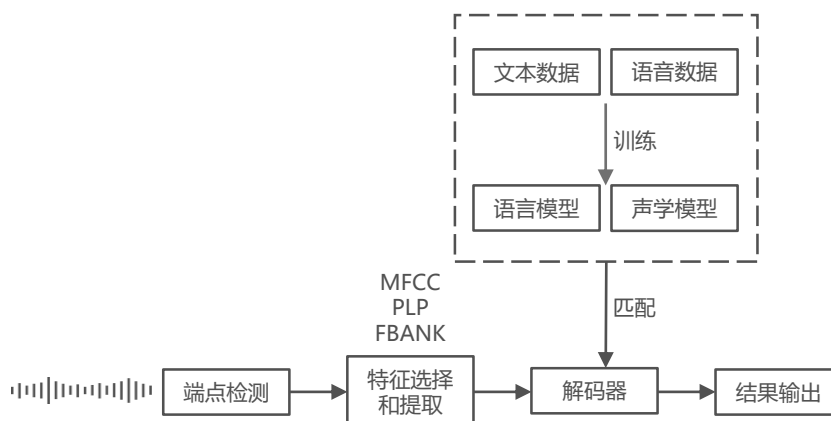 文本数据
语音数据
训练
语言模型
声学模型
MFCC
PLP
FBANK
匹配
端点检测
特征选择
和提取
解码器
结果输出